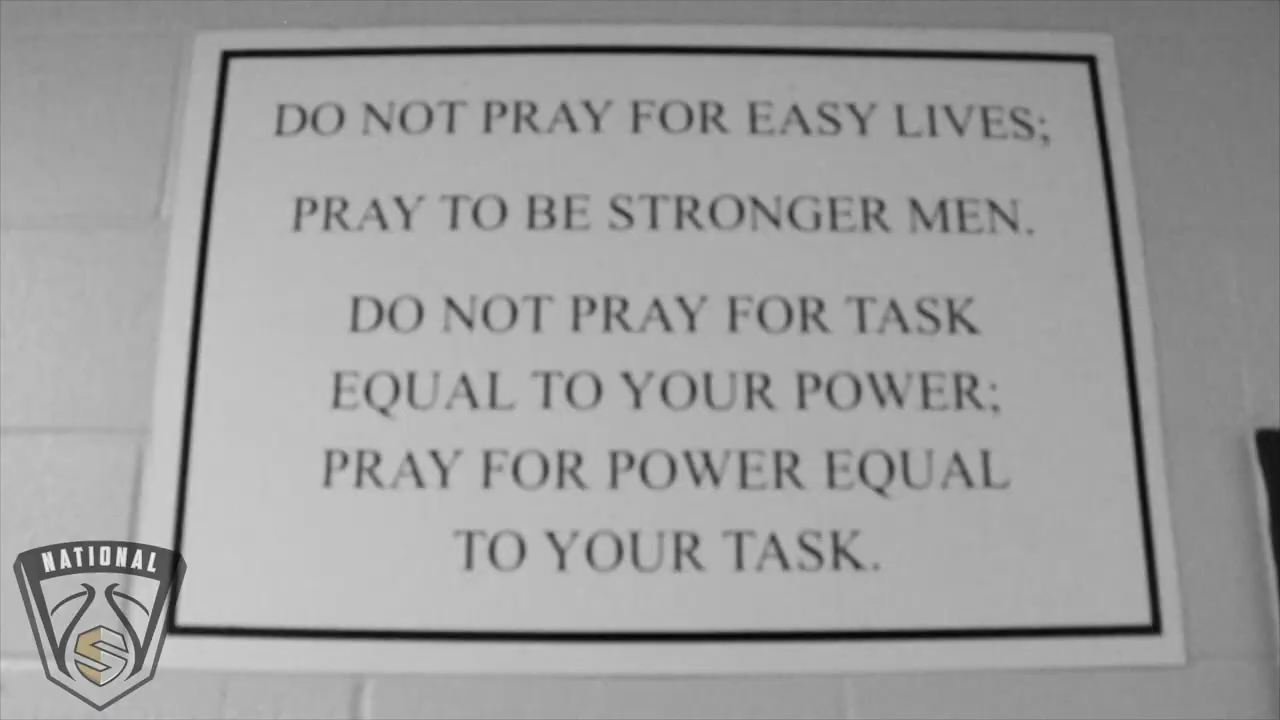 DO NOT PRAY FOR EASY LIVES;
PRAY TO BE STRONGER MEN.
DO NOT PRAY FOR TASK
EQUAL TO YOUR POWER;
PRAY FOR POWER EQUAL
TO YOUR TASK.
NATIONAL
S